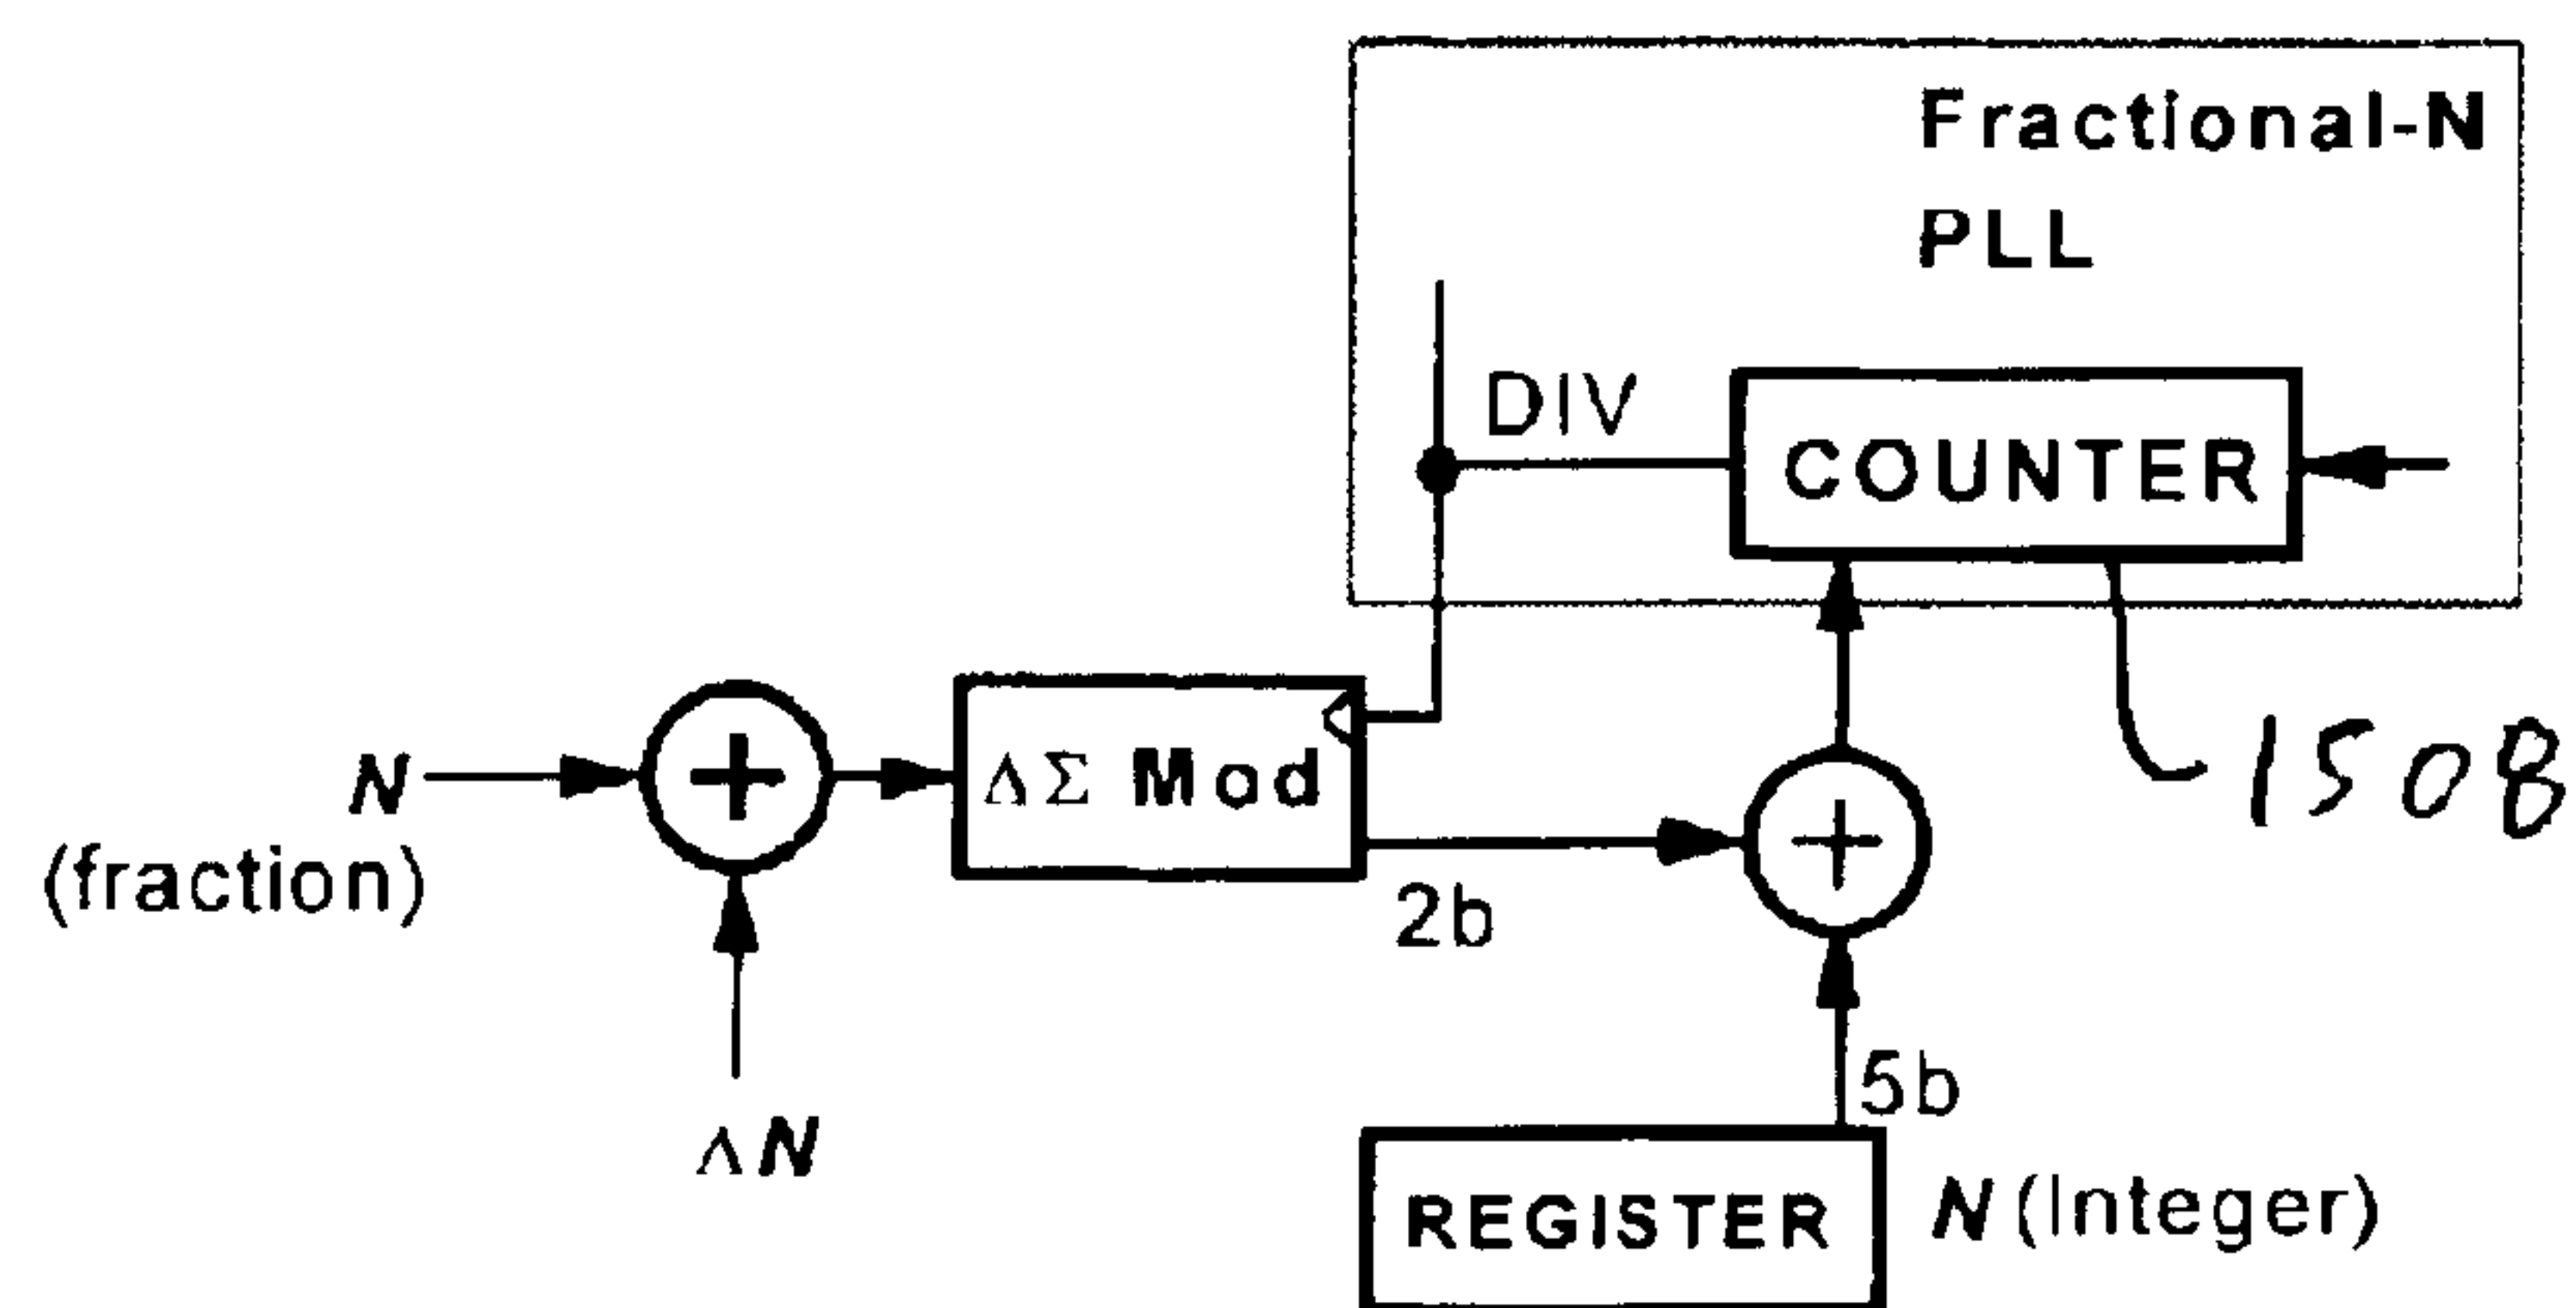 Fractional-N
PLL
DIV
COUNTER
1508
N
(fraction)
ΔΣ Mod
2b
ΔN
5b
REGISTER
N (Integer)